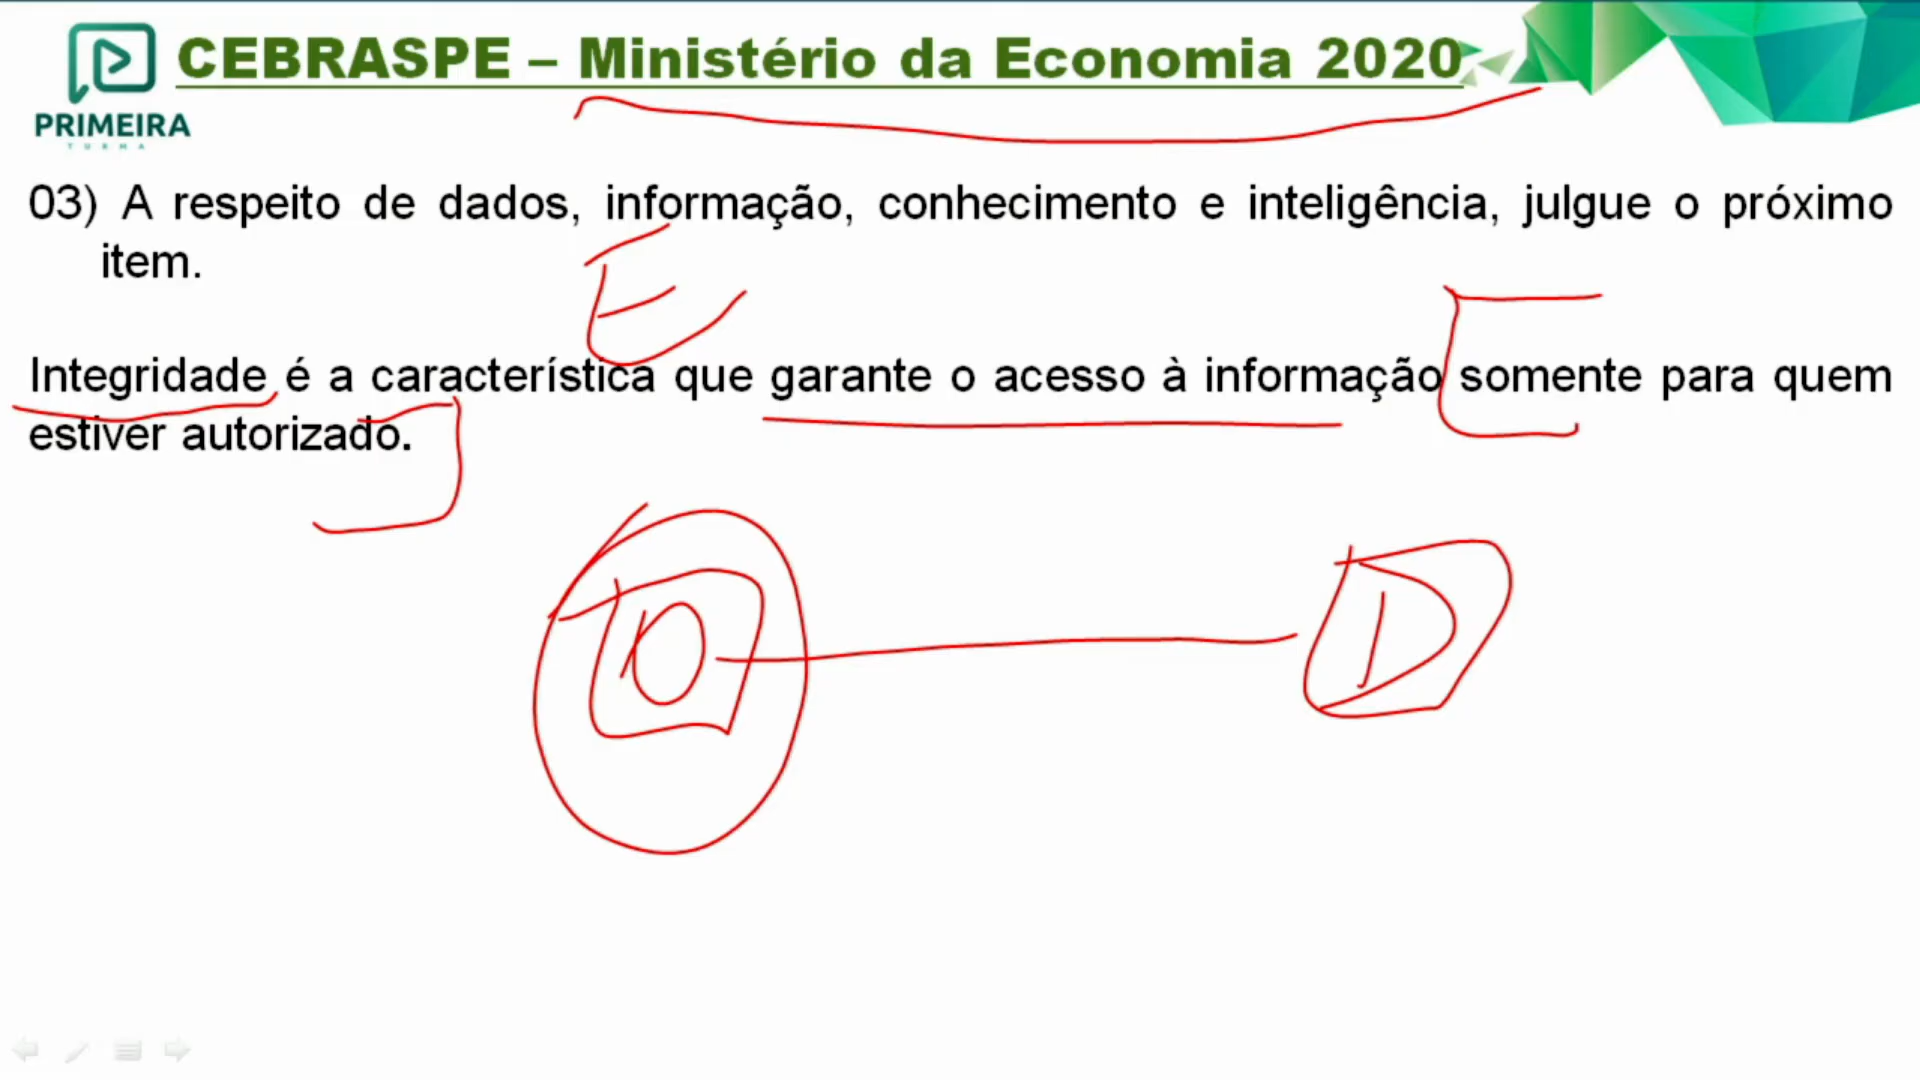 CEBRASPE – Ministério da Economia 2020
PRIMEIRA
TURMA
03) A respeito de dados, informação, conhecimento e inteligência, julgue o próximo
item.
E
Integridade é a característica que garante o acesso à informação somente para quem
estiver autorizado.
O D